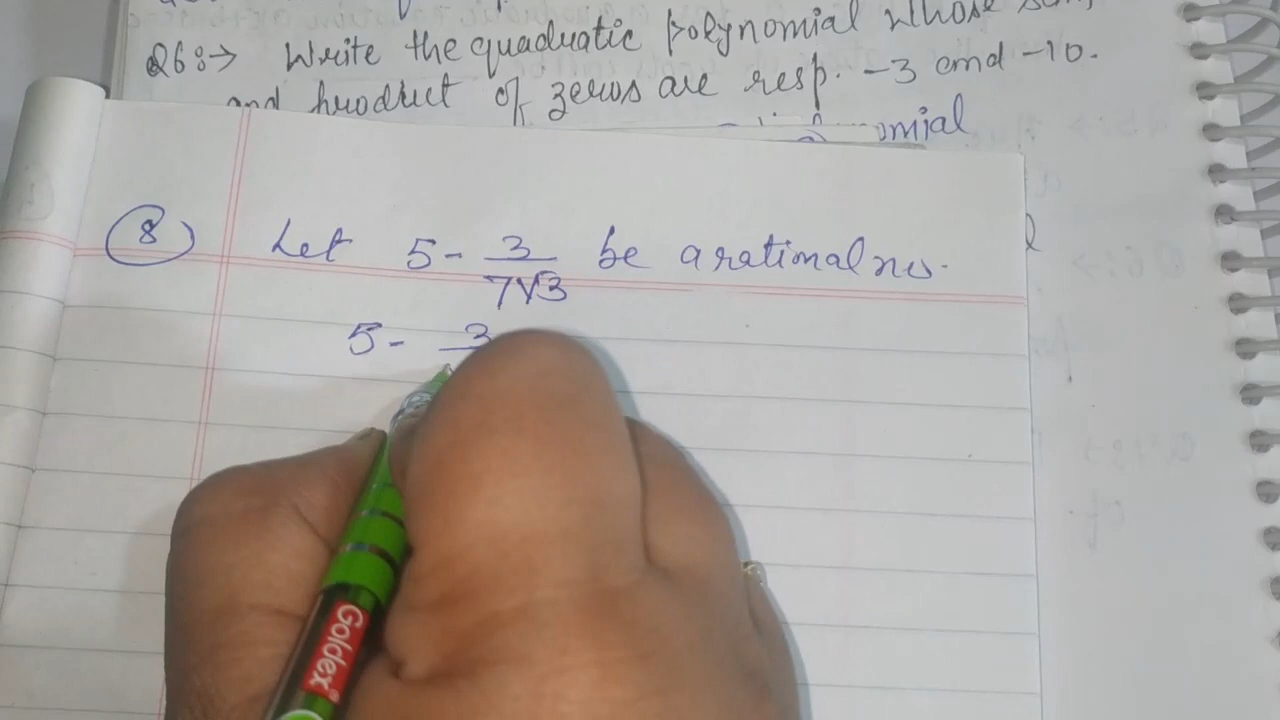 Q6:→ Write the quadratic polynomial whose sum,
and product of zeros are resp. -3 and -10.
omial
8 Let 5 - 3/7√3 be a rational no.
5 - 3
Goldex